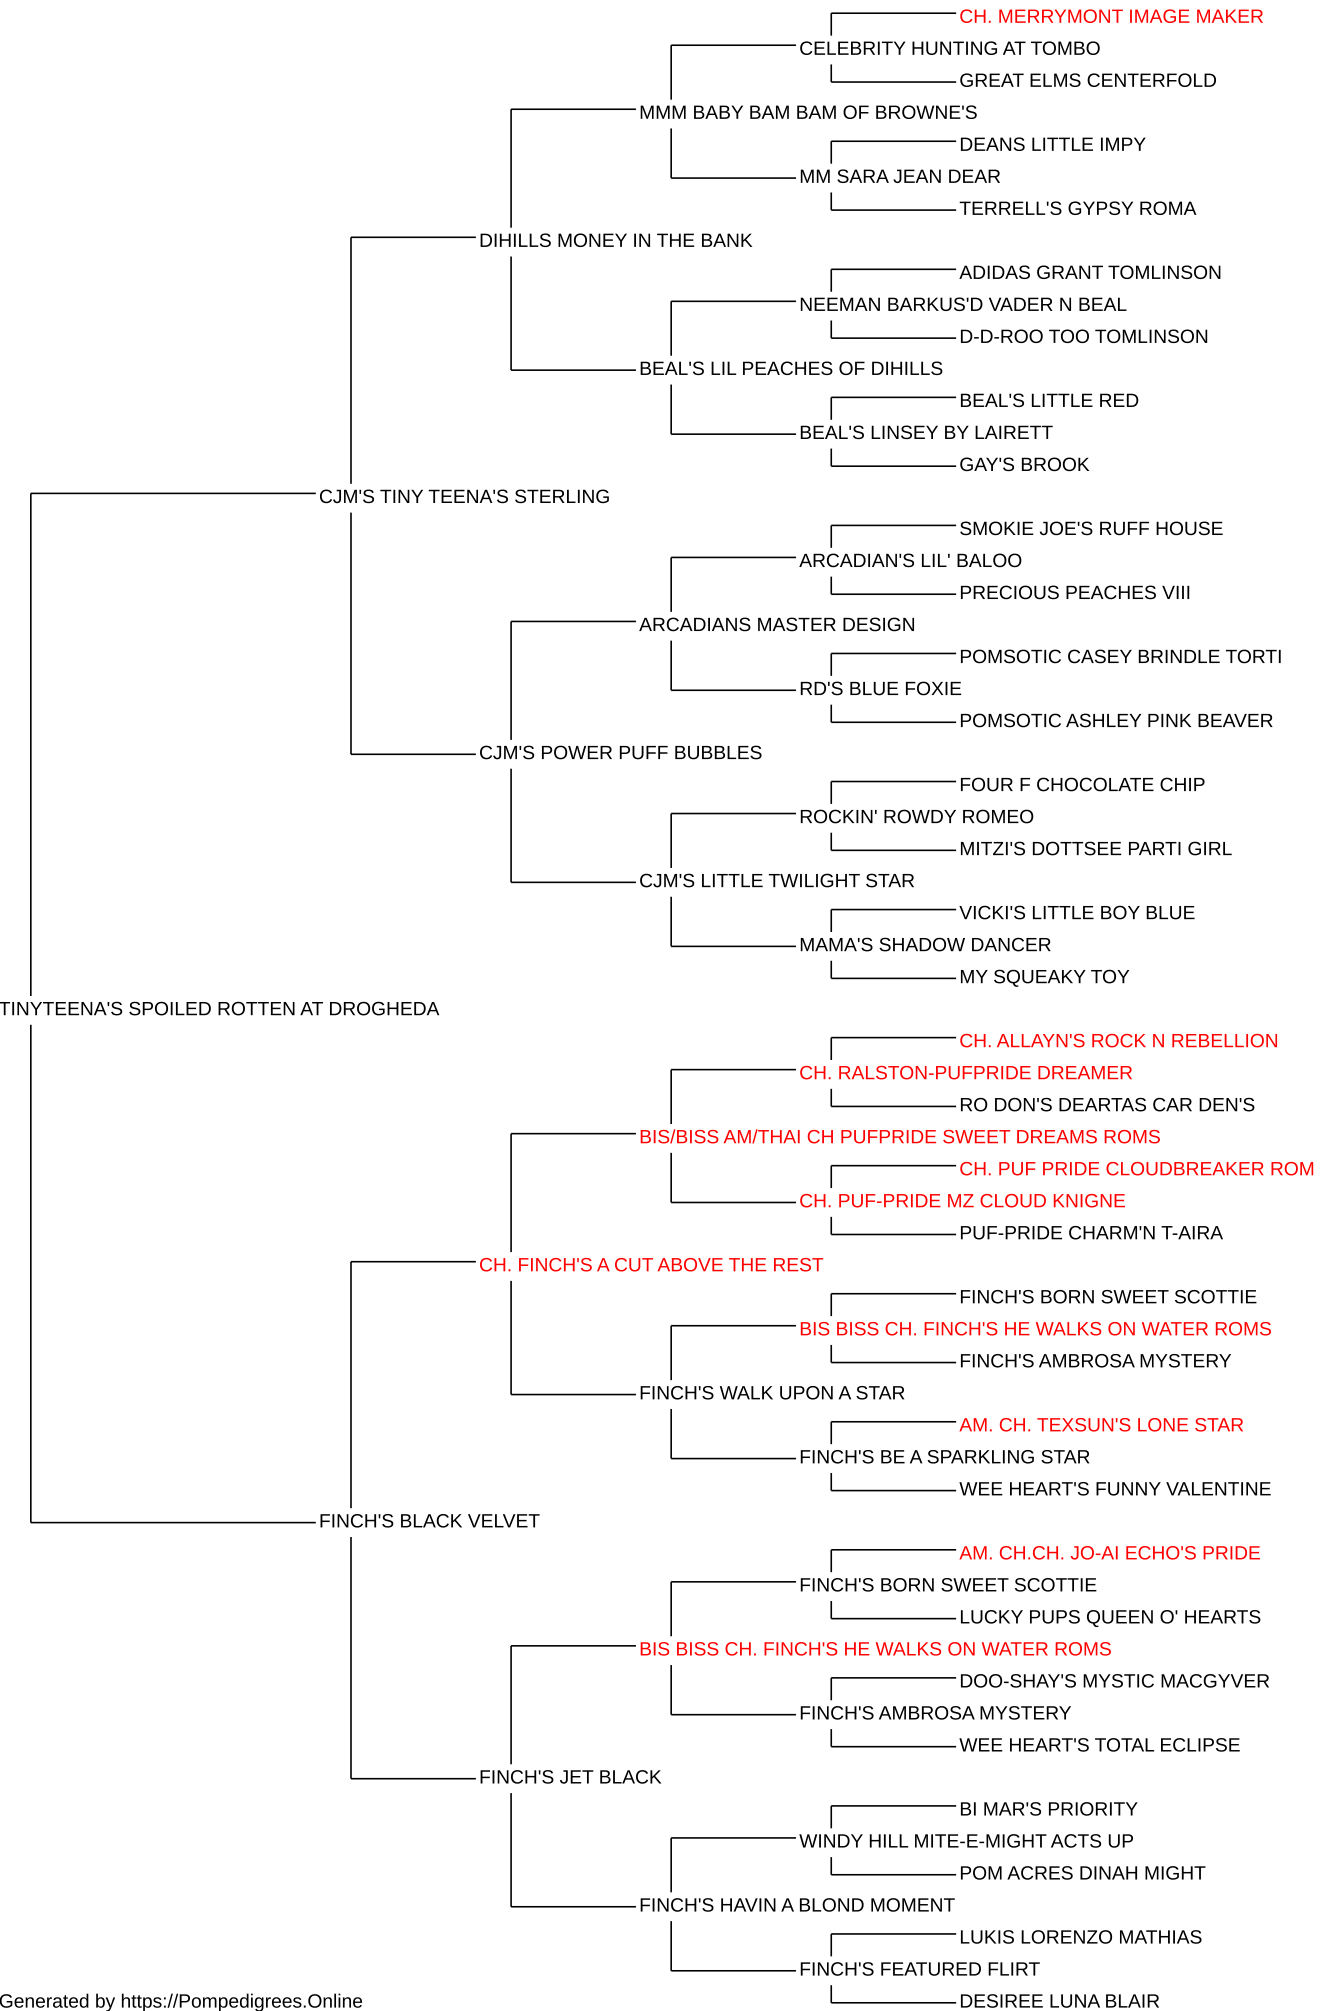 CH. MERRYMONT IMAGE MAKER
CELEBRITY HUNTING AT TOMBO
GREAT ELMS CENTERFOLD
MMM BABY BAM BAM OF BROWNE'S
DEANS LITTLE IMPY
MM SARA JEAN DEAR
TERRELL'S GYPSY ROMA
DIHILLS MONEY IN THE BANK
ADIDAS GRANT TOMLINSON
NEEMAN BARKUS'D VADER N BEAL
D-D-ROO TOO TOMLINSON
BEAL'S LIL PEACHES OF DIHILLS
BEAL'S LITTLE RED
BEAL'S LINSEY BY LAIRETT
GAY'S BROOK
CJM'S TINY TEENA'S STERLING
SMOKIE JOE'S RUFF HOUSE
ARCADIAN'S LIL' BALOO
PRECIOUS PEACHES VIII
ARCADIANS MASTER DESIGN
POMSOTIC CASEY BRINDLE TORTI
RD'S BLUE FOXIE
POMSOTIC ASHLEY PINK BEAVER
CJM'S POWER PUFF BUBBLES
FOUR F CHOCOLATE CHIP
ROCKIN' ROWDY ROMEO
MITZI'S DOTTSEE PARTI GIRL
CJM'S LITTLE TWILIGHT STAR
VICKI'S LITTLE BOY BLUE
MAMA'S SHADOW DANCER
MY SQUEAKY TOY
TINYTEENA'S SPOILED ROTTEN AT DROGHEDA
CH. ALLAYN'S ROCK N REBELLION
CH. RALSTON-PUFPRIDE DREAMER
RO DON'S DEARTAS CAR DEN'S
BIS/BISS AM/THAI CH PUFPRIDE SWEET DREAMS ROMS
CH. PUF PRIDE CLOUDBREAKER ROM
CH. PUF-PRIDE MZ CLOUD KNIGNE
PUF-PRIDE CHARM'N T-AIRA
CH. FINCH'S A CUT ABOVE THE REST
FINCH'S BORN SWEET SCOTTIE
BIS BISS CH. FINCH'S HE WALKS ON WATER ROMS
FINCH'S AMBROSA MYSTERY
FINCH'S WALK UPON A STAR
AM. CH. TEXSUN'S LONE STAR
FINCH'S BE A SPARKLING STAR
WEE HEART'S FUNNY VALENTINE
FINCH'S BLACK VELVET
AM. CH.CH. JO-AI ECHO'S PRIDE
FINCH'S BORN SWEET SCOTTIE
LUCKY PUPS QUEEN O' HEARTS
BIS BISS CH. FINCH'S HE WALKS ON WATER ROMS
DOO-SHAY'S MYSTIC MACGYVER
FINCH'S AMBROSA MYSTERY
WEE HEART'S TOTAL ECLIPSE
FINCH'S JET BLACK
BI MAR'S PRIORITY
WINDY HILL MITE-E-MIGHT ACTS UP
POM ACRES DINAH MIGHT
FINCH'S HAVIN A BLOND MOMENT
LUKIS LORENZO MATHIAS
FINCH'S FEATURED FLIRT
DESIREE LUNA BLAIR
Generated by https://Pompedigrees.Online